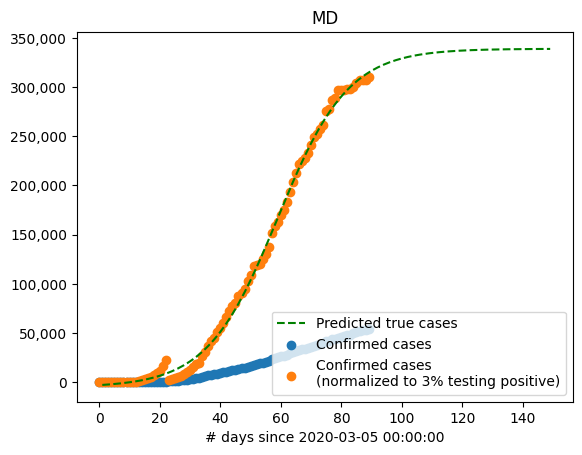 MD
350,000
300,000
250,000
200,000
150,000
100,000
50,000
0
Predicted true cases
Confirmed cases
Confirmed cases
(normalized to 3% testing positive)
0 20 40 60 80 100 120 140
# days since 2020-03-05 00:00:00